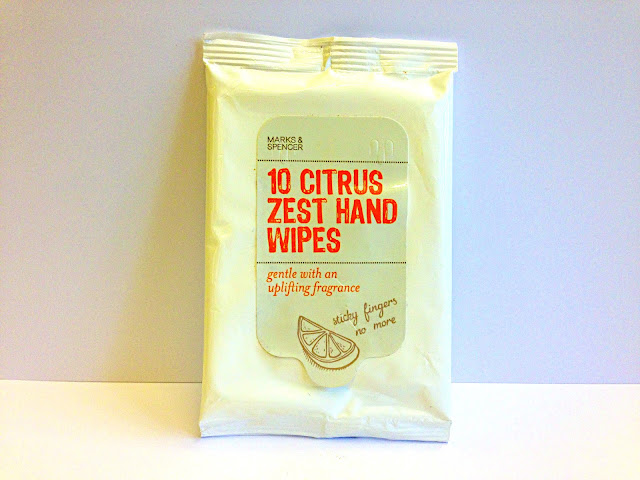 MARKS &
SPENCER
10 CITRUS
ZEST HAND
WIPES
gentle with an
uplifting fragrance
sticky fingers
no more